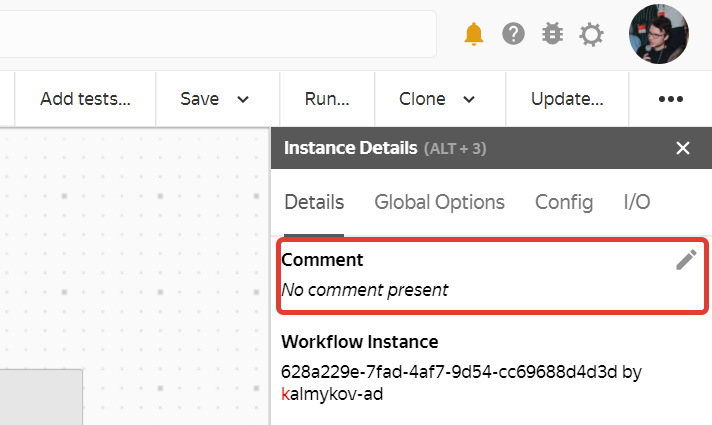 Add tests... Save Run... Clone Update...
Instance Details (ALT + 3)
Details Global Options Config I/O
Comment
No comment present
Workflow Instance
628a229e-7fad-4af7-9d54-cc69688d4d3d by
kalmykov-ad